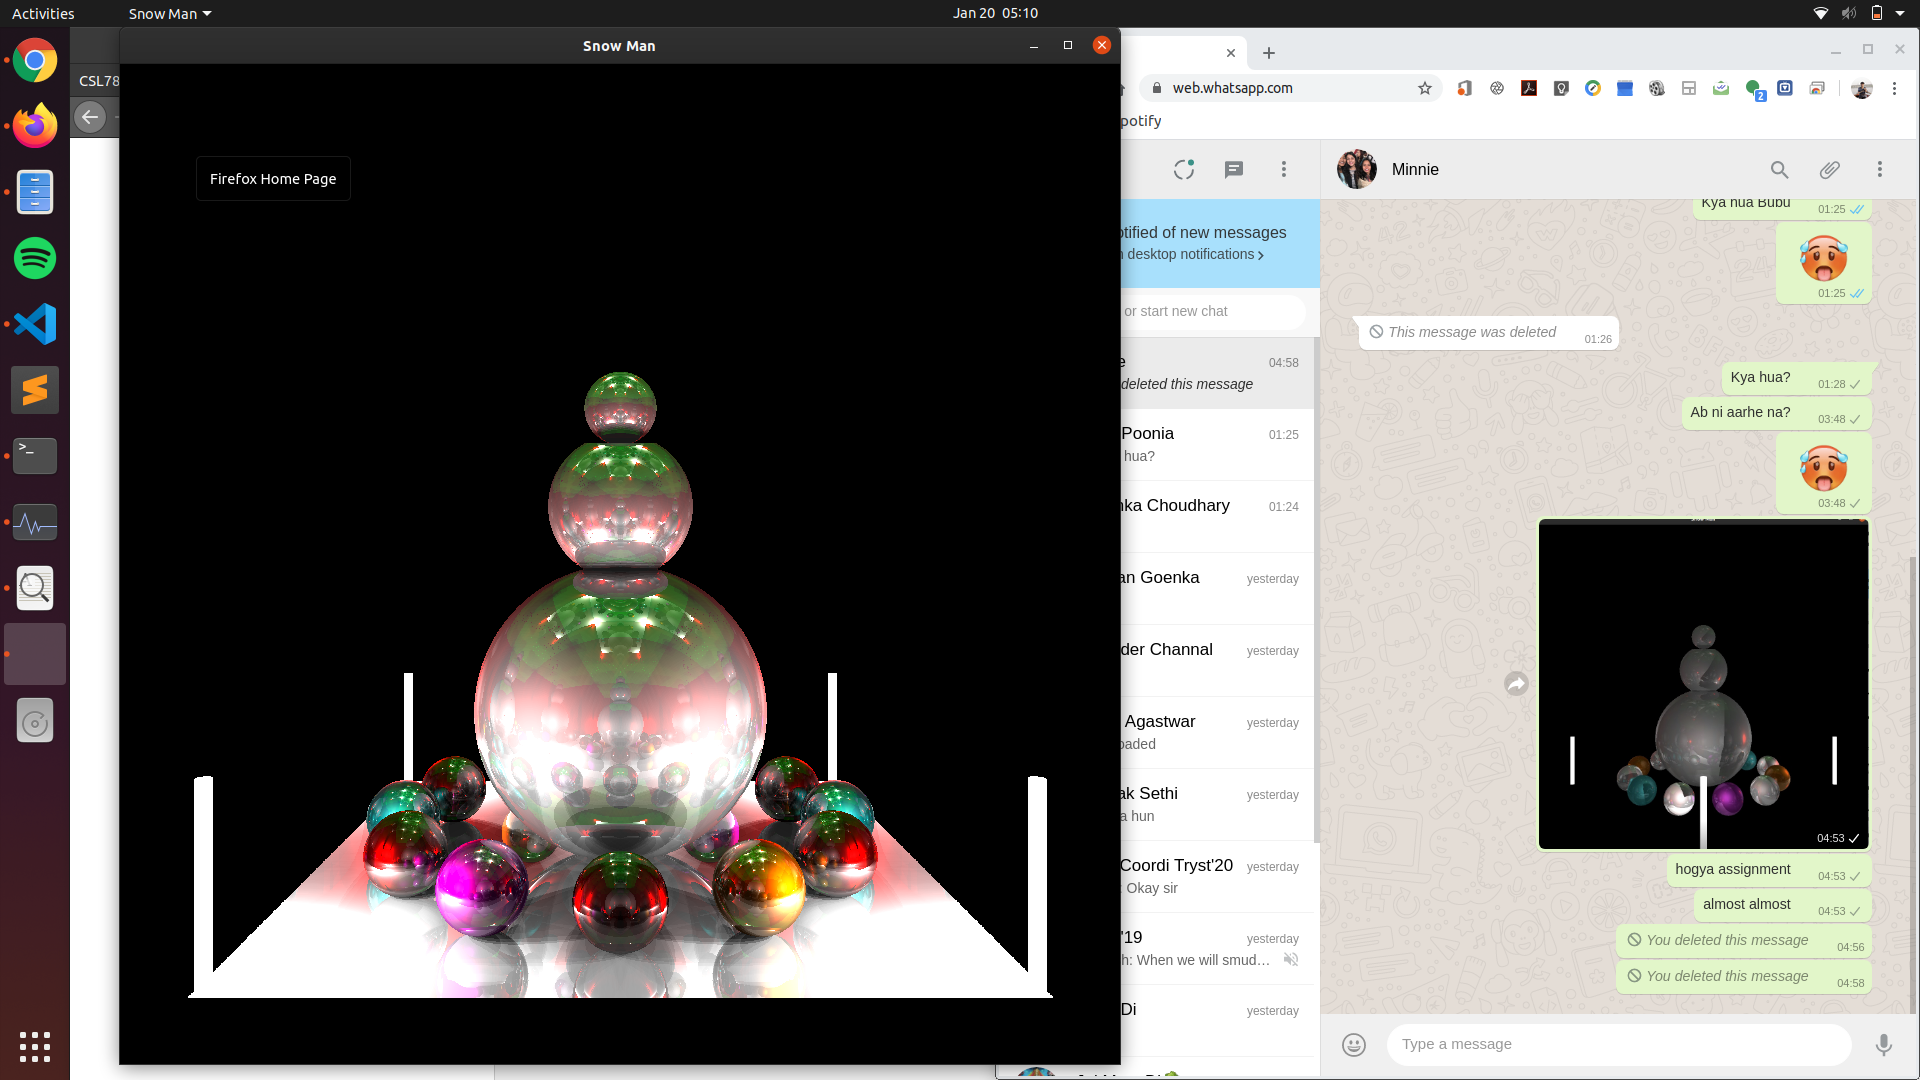 Activities
Snow Man
Jan 20 05:10
Snow Man
CSL78
Firefox Home Page
web.whatsapp.com
2
potify
otified of new messages
desktop notifications
or start new chat
e
04:58
deleted this message
Poonia
01:25
hua?
ka Choudhary
01:24
an Goenka
yesterday
der Channal
yesterday
Agastwar
yesterday
oaded
ak Sethi
yesterday
a hun
Coordi Tryst'20
yesterday
: Okay sir
'19
yesterday
h: When we will smud...
Di
yesterday
Minnie
Kya hua Bubu
01:25
01:25
This message was deleted
01:26
Kya hua?
01:28
Ab ni aarhe na?
03:48
03:48
04:53
hogya assignment
04:53
almost almost
04:53
You deleted this message
04:56
You deleted this message
04:58
Type a message